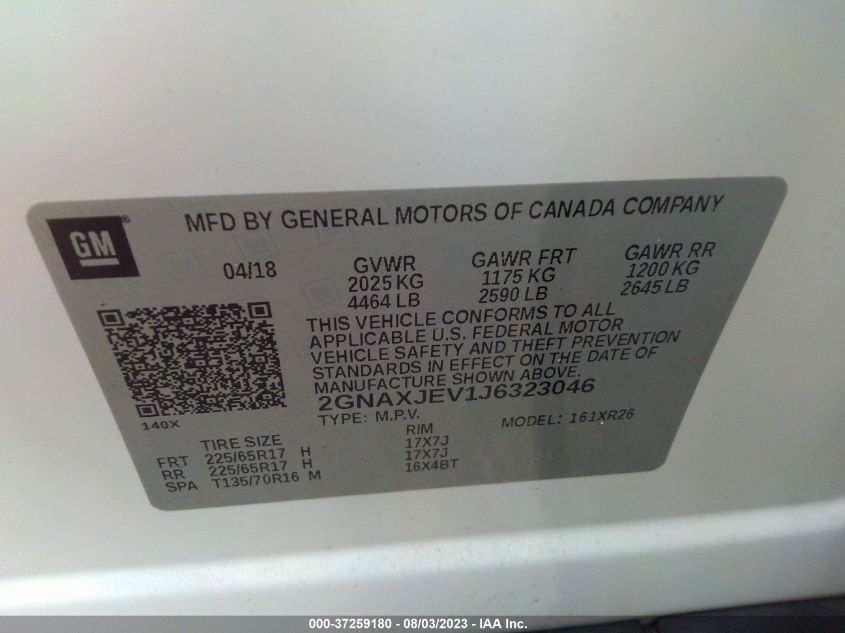 GM®
MFD BY GENERAL MOTORS OF CANADA COMPANY
04/18
GVWR
2025 KG
4464 LB
GAWR FRT
1175 KG
2590 LB
GAWR RR
1200 KG
2645 LB
THIS VEHICLE CONFORMS TO ALL
APPLICABLE U.S. FEDERAL MOTOR
VEHICLE SAFETY AND THEFT PREVENTION
STANDARDS IN EFFECT ON THE DATE OF
MANUFACTURE SHOWN ABOVE.
2GNAXJEV1J6323046
140X
TYPE: M.P.V.
MODEL: 161XR26
TIRE SIZE RIM
FRT 225/65R17 H 17X7J
RR 225/65R17 H 17X7J
SPA T135/70R16 M 16X4BT
000-37259180 - 08/03/2023 - IAA Inc.